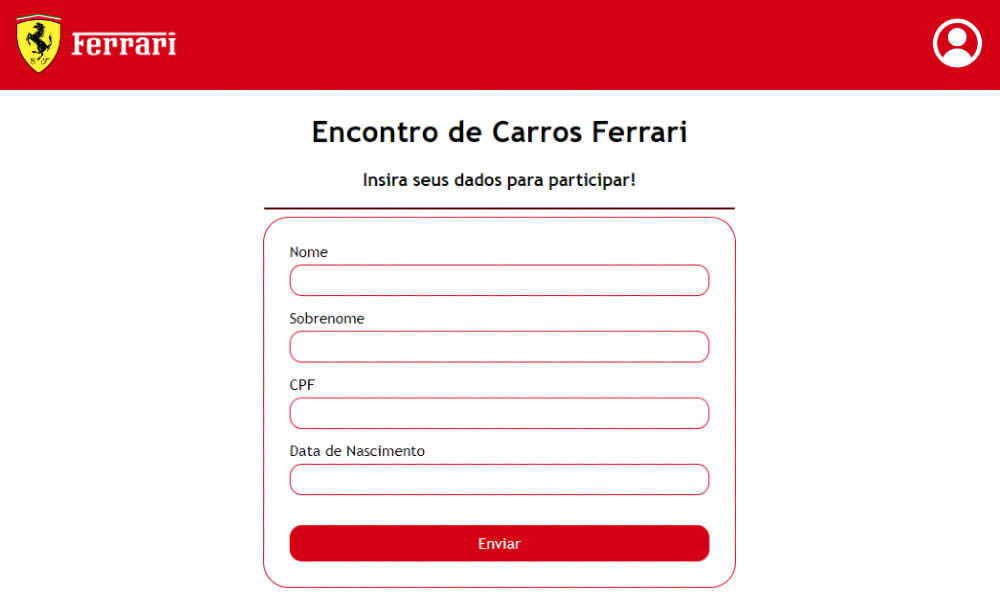 S F
Ferrari
Encontro de Carros Ferrari
Insira seus dados para participar!
Nome
Sobrenome
CPF
Data de Nascimento
Enviar